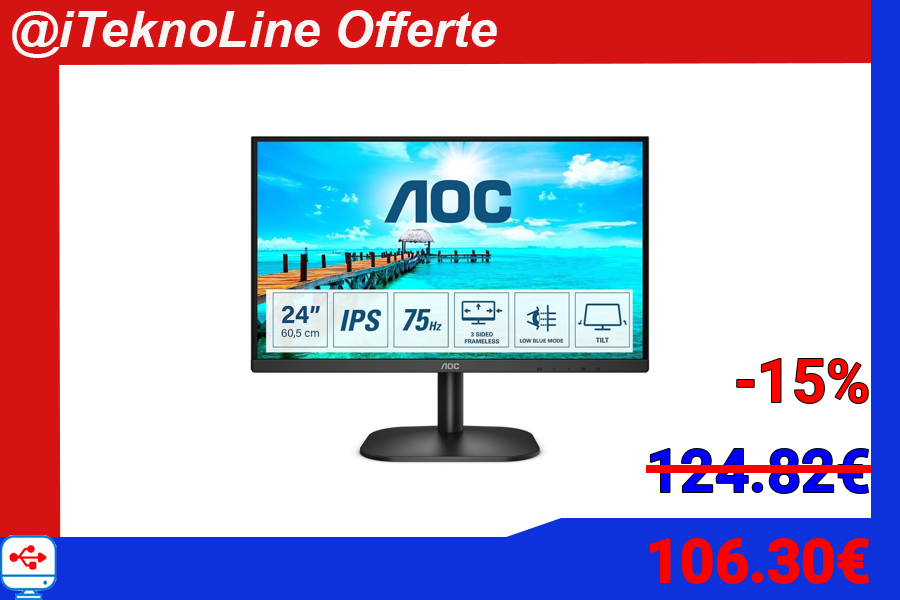 @iTeknoLine Offerte
AOC
24" IPS 75Hz
60,5 cm
3 SIDED
FRAMELESS
LOW BLUE MODE
TILT
AOC
-15%
124.82€
106.30€